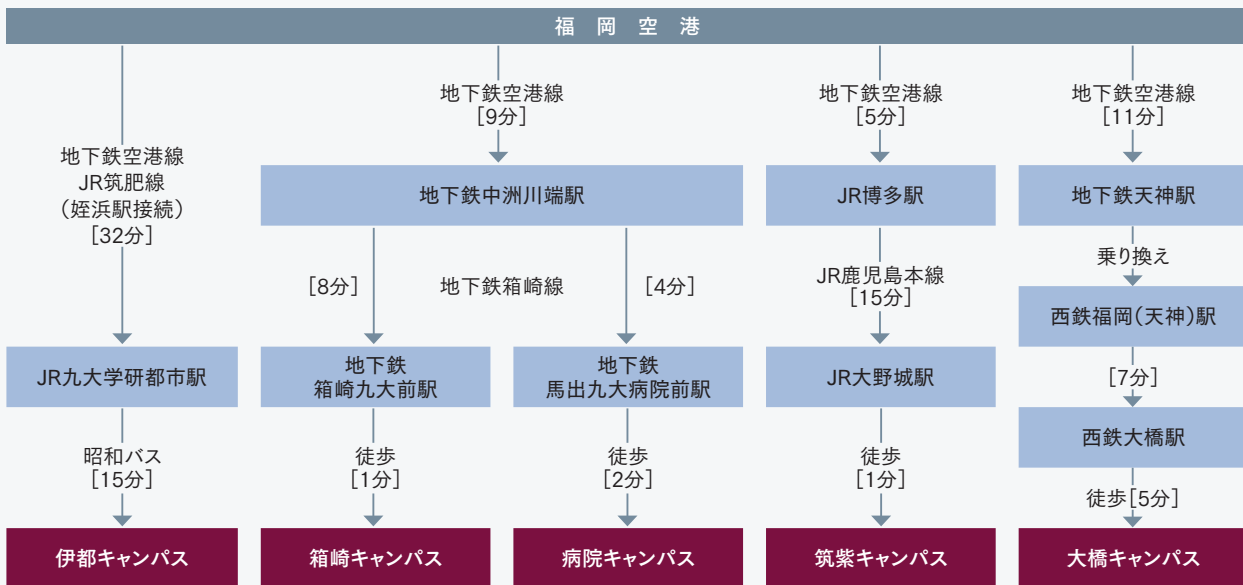 福岡空港
地下鉄空港線
JR筑肥線
（姪浜駅接続）
[32分]
JR九大学研都市駅
昭和バス
[15分]
伊都キャンパス
地下鉄空港線
[9分]
地下鉄中洲川端駅
[8分]
地下鉄箱崎線
[4分]
地下鉄
箱崎九大前駅
徒歩
[1分]
箱崎キャンパス
地下鉄
馬出九大病院前駅
徒歩
[2分]
病院キャンパス
地下鉄空港線
[5分]
JR博多駅
JR鹿児島本線
[15分]
JR大野城駅
徒歩
[1分]
筑紫キャンパス
地下鉄空港線
[11分]
地下鉄天神駅
乗り換え
西鉄福岡（天神）駅
[7分]
西鉄大橋駅
徒歩[5分]
大橋キャンパス